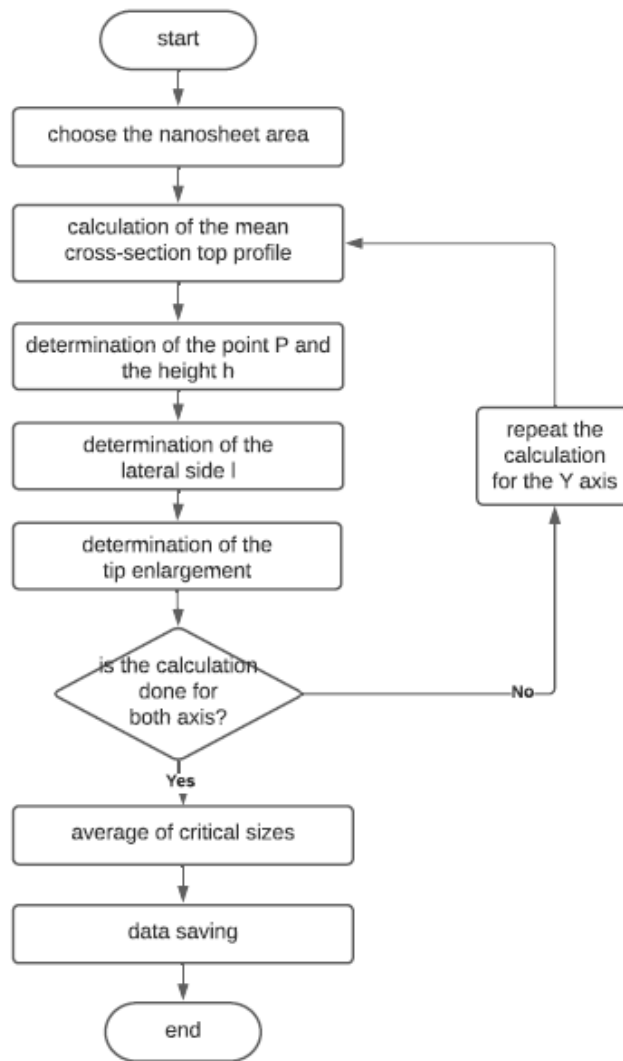 start
choose the nanosheet area
calculation of the mean
cross-section top profile
determination of the point P and
the height h
determination of the
lateral side l
determination of the
tip enlargement
is the calculation
done for
both axis?
No
repeat the
calculation
for the Y axis
Yes
average of critical sizes
data saving
end